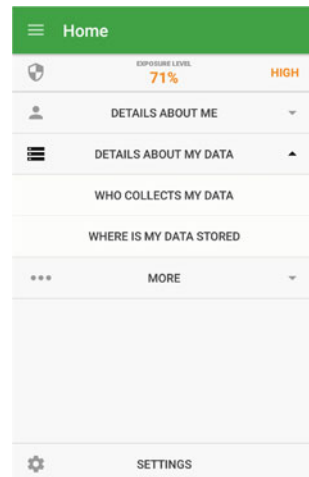 Home
EXPOSURE LEVEL
71%
HIGH
DETAILS ABOUT ME
DETAILS ABOUT MY DATA
WHO COLLECTS MY DATA
WHERE IS MY DATA STORED
MORE
SETTINGS